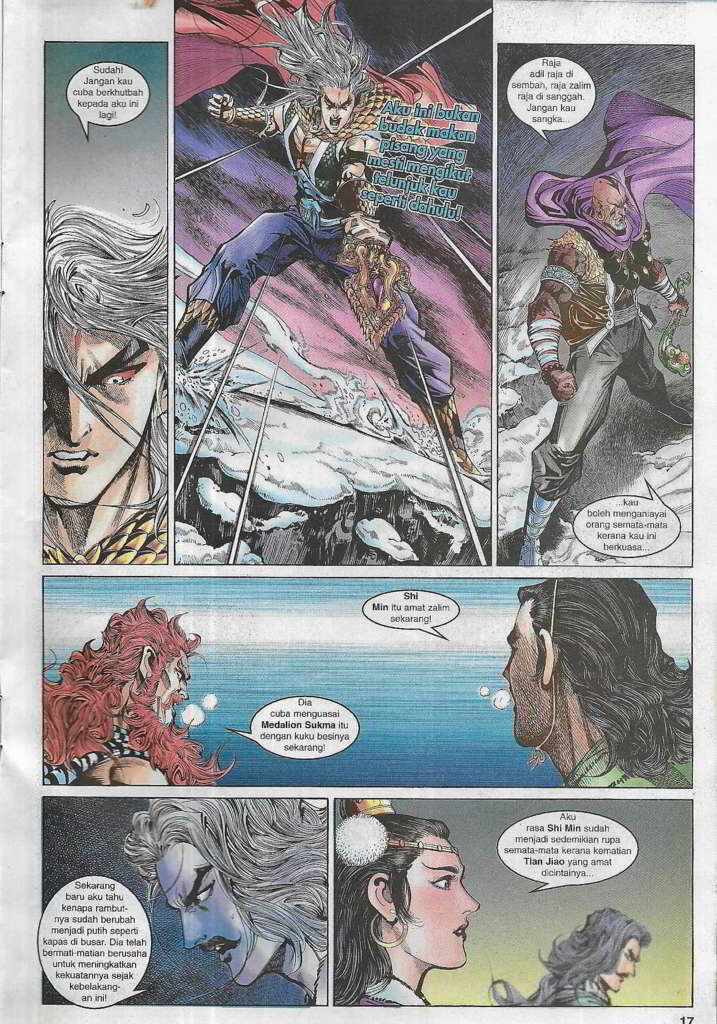 Sudah!
Jangan kau
cuba berkhutbah
kepada aku ini
lagi!
Aku ini bukan
budak makan
pisang yang
mesti mengikut
telunjuk kau
seperti dahulu!
Raja
adil raja di
sembah, raja zalim
raja di sanggah.
Jangan kau
sangka...
...kau
boleh menganiayai
orang semata-mata
kerana kau ini
berkuasa...
Shi
Min itu amat zalim
sekarang!
Dia
cuba menguasai
Medalion Sukma itu
dengan kuku besinya
sekarang!
Sekarang
baru aku tahu
kenapa rambut-
nya sudah berubah
menjadi putih seperti
kapas di busar. Dia telah
bermati-matian berusaha
untuk meningkatkan
kekuatannya sejak
kebelakang-
an ini!
Aku
rasa Shi Min sudah
menjadi sedemikian rupa
semata-mata kerana kematian
Tian Jiao yang amat
dicintainya...
17